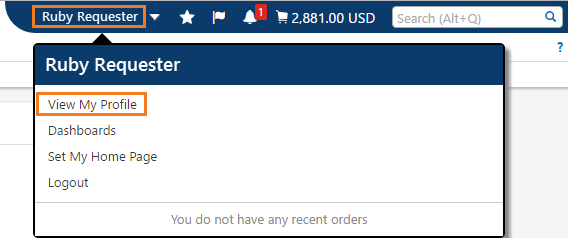 Ruby Requester 1 2,881.00 USD Search (Alt+Q)
?
Ruby Requester
View My Profile
Dashboards
Set My Home Page
Logout
You do not have any recent orders